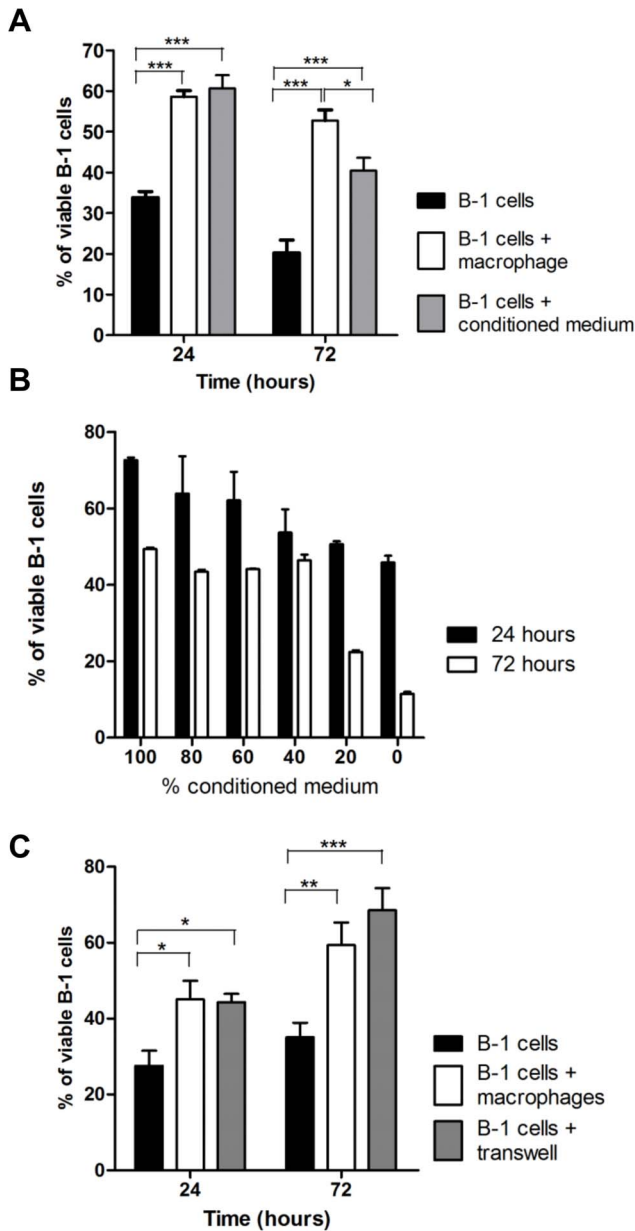 A
% of viable B-1 cells
70
60
50
40
30
20
10
0
***
***
***
***
*
24
72
Time (hours)
B-1 cells
B-1 cells +
macrophage
B-1 cells +
conditioned medium
B
% of viable B-1 cells
80
60
40
20
0
100 80 60 40 20 0
% conditioned medium
24 hours
72 hours
C
% of viable B-1 cells
80
60
40
20
0
*
*
***
**
24
72
Time (hours)
B-1 cells
B-1 cells +
macrophages
B-1 cells +
transwell